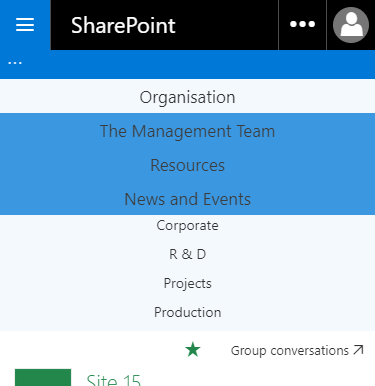 SharePoint
...
Organisation
The Management Team
Resources
News and Events
Corporate
R & D
Projects
Production
Group conversations
Site 15